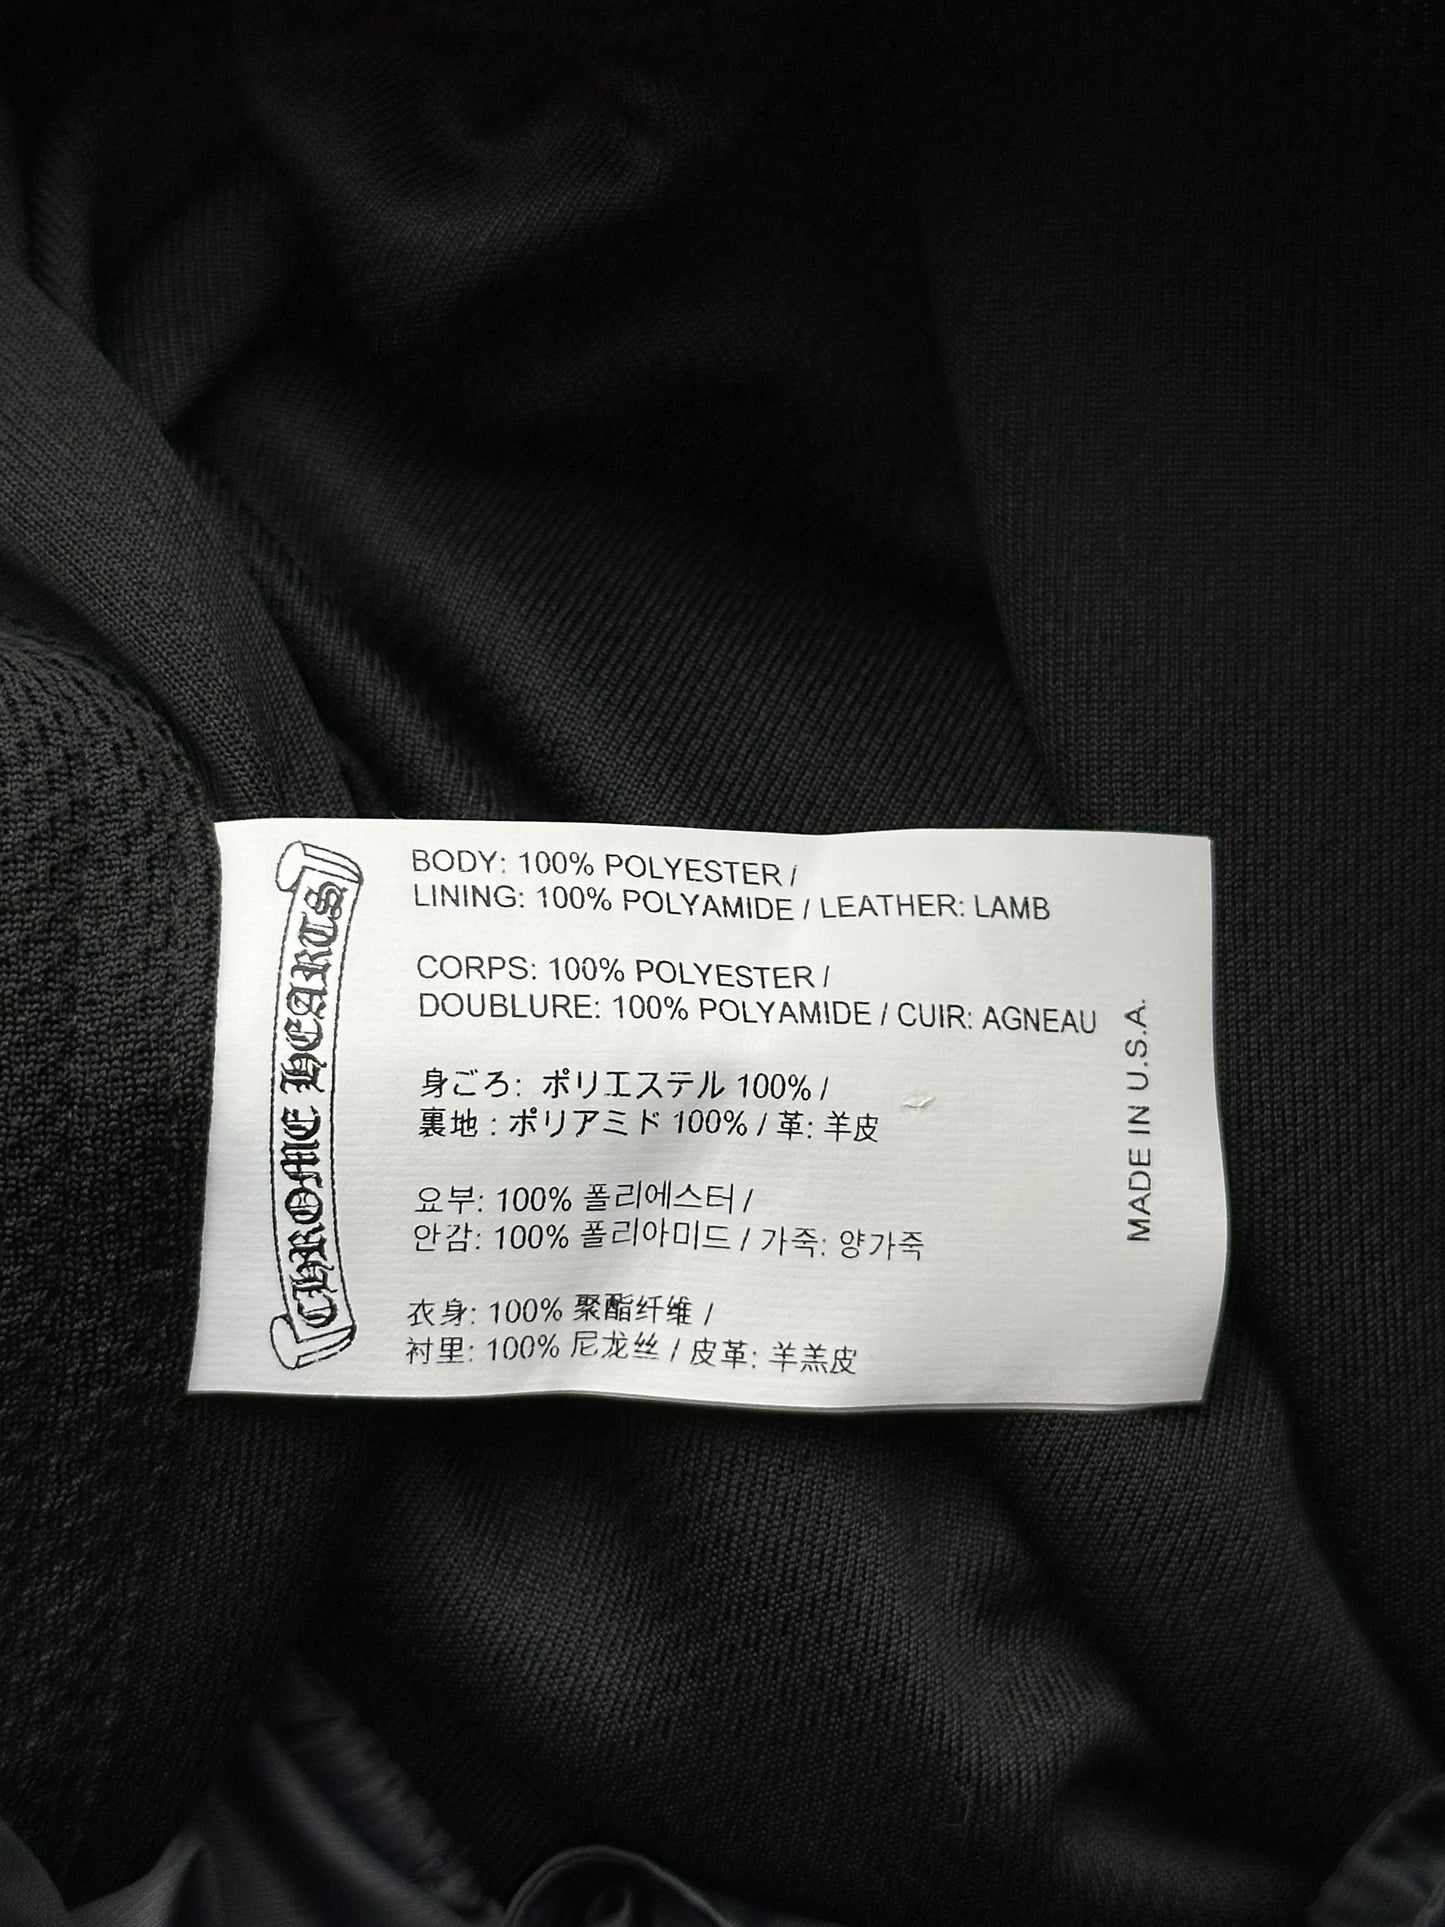 CHROME HEARTS
BODY: 100% POLYESTER /
LINING: 100% POLYAMIDE / LEATHER: LAMB
CORPS: 100% POLYESTER /
DOUBLURE: 100% POLYAMIDE / CUIR: AGNEAU
身ごろ: ポリエステル 100% /
裏地 : ポリアミド 100% / 革: 羊皮
요부: 100% 폴리에스터 /
안감: 100% 폴리아미드 / 가죽: 양가죽
衣身: 100% 聚酯纤维 /
衬里: 100% 尼龙丝 / 皮革: 羊羔皮
MADE IN U.S.A.